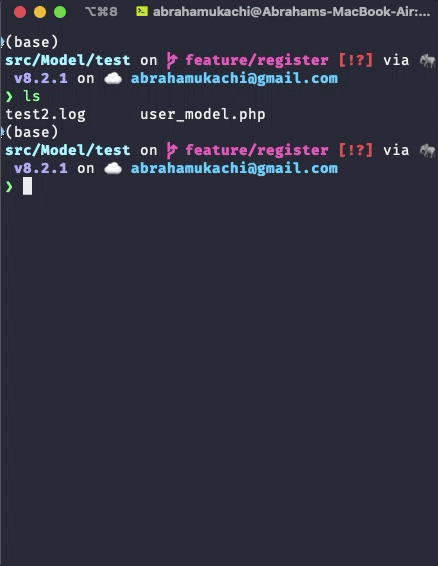 ⌥⌘8 abrahamukachi@Abrahams-MacBook-Air:...
(base)
src/Model/test on feature/register [!?] via 🐘
v8.2.1 on ☁️ abrahamukachi@gmail.com
❯ ls
test2.log user_model.php
(base)
src/Model/test on feature/register [!?] via 🐘
v8.2.1 on ☁️ abrahamukachi@gmail.com
❯